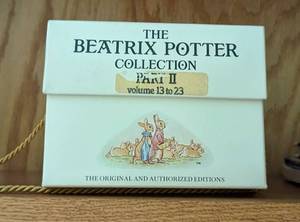 THE
BEATRIX POTTER
COLLECTION
PART II
volume 13 to 23
THE ORIGINAL AND AUTHORIZED EDITIONS